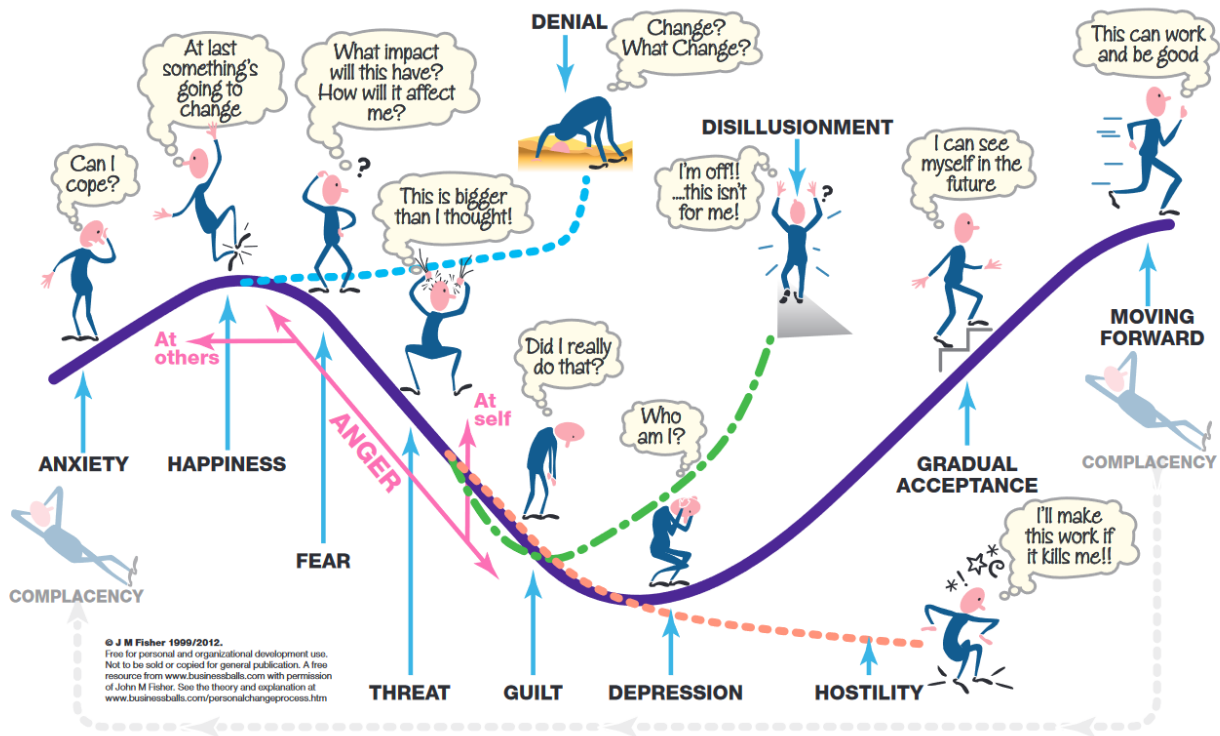 DENIAL
Change?
What Change?
This can work
and be good
At last
something's
going to
change
What impact
will this have?
How will it affect
me?
?
DISILLUSIONMENT
I'm off!!
....this isn't
for me!
?
I can see
myself in the
future
Can I
cope?
This is bigger
than I thought!
MOVING
FORWARD
At
others
Did I really
do that?
At
self
Who
am I?
ANGER
ANXIETY
HAPPINESS
GRADUAL
ACCEPTANCE
COMPLACENCY
I'll make
this work if
it kills me!!
FEAR
COMPLACENCY
© J M Fisher 1999/2012.
Free for personal and organizational development use.
Not to be sold or copied for general publication. A free
resource from www.businessballs.com with permission
of John M Fisher. See the theory and explanation at
www.businessballs.com/personalchangeprocess.htm
THREAT
GUILT
DEPRESSION
HOSTILITY